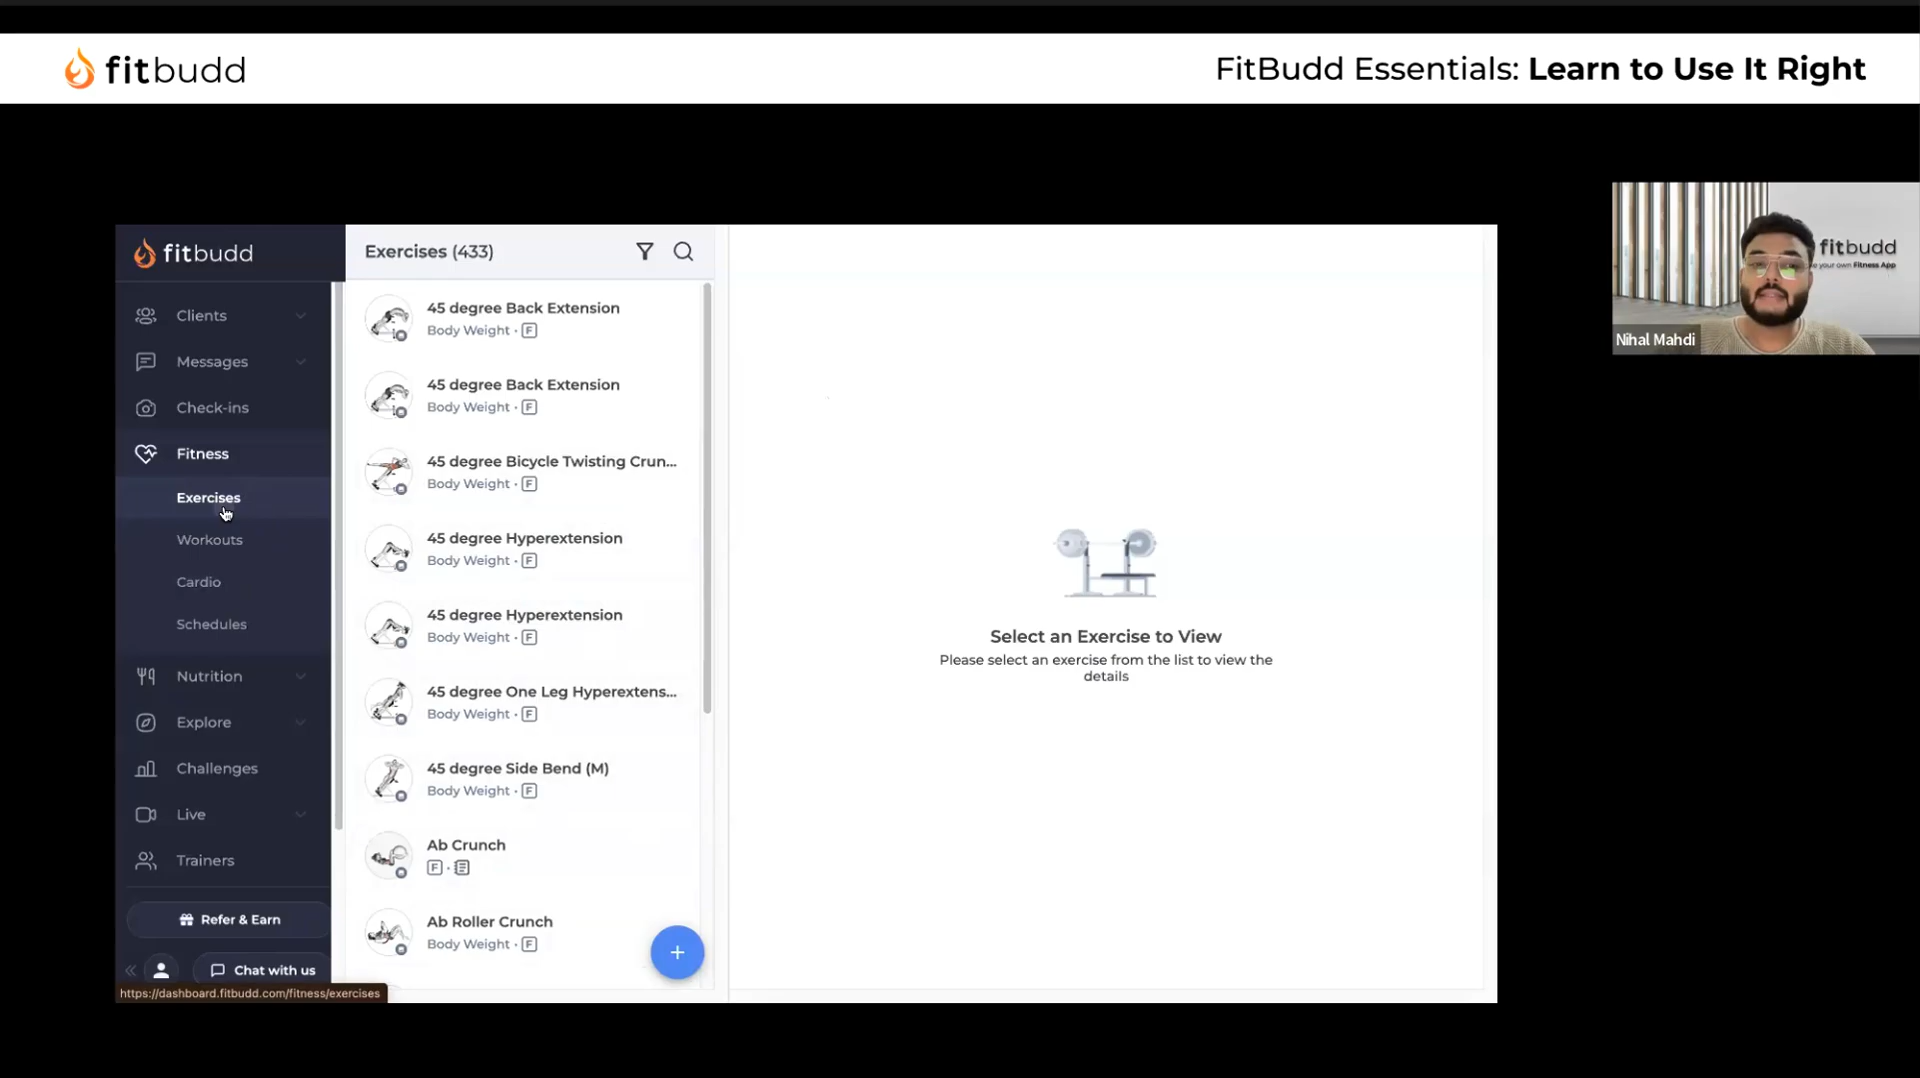 fitbudd
FitBudd Essentials: Learn to Use It Right
fitbudd
Clients
Messages
Check-ins
Fitness
Exercises
Workouts
Cardio
Schedules
Nutrition
Explore
Challenges
Live
Trainers
Refer & Earn
Chat with us
https://dashboard.fitbudd.com/fitness/exercises
Exercises (433)
45 degree Back Extension
Body Weight · F
45 degree Back Extension
Body Weight · F
45 degree Bicycle Twisting Crun...
Body Weight · F
45 degree Hyperextension
Body Weight · F
45 degree Hyperextension
Body Weight · F
45 degree One Leg Hyperextens...
Body Weight · F
45 degree Side Bend (M)
Body Weight · F
Ab Crunch
F ·
Ab Roller Crunch
Body Weight · F
+
Select an Exercise to View
Please select an exercise from the list to view the
details
fitbudd
e your own Fitness App
Nihal Mahdi